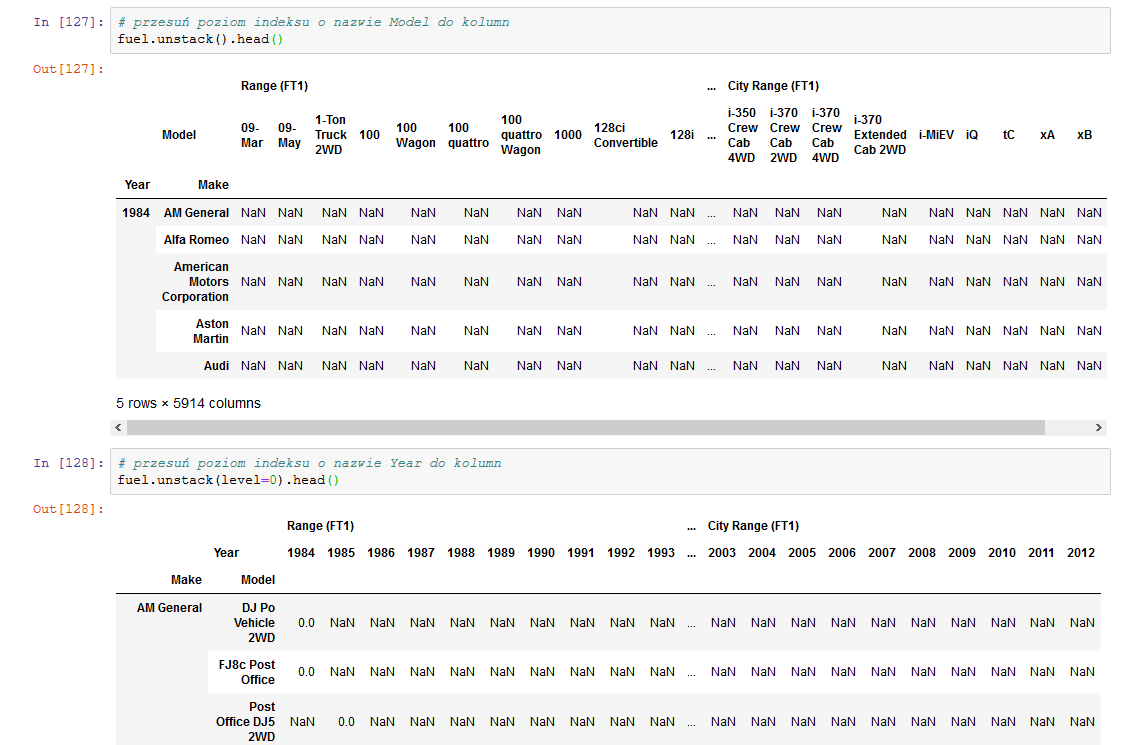 In [127]: # przesuń poziom indeksu o nazwie Model do kolumn
fuel.unstack().head()
Out[127]:
Range (FT1) ... City Range (FT1)
Model 09-Mar 09-May 1-Ton Truck 2WD 100 100 Wagon 100 quattro 100 quattro Wagon 1000 128ci Convertible 128i ... i-350 Crew Cab 4WD i-370 Crew Cab 2WD i-370 Crew Cab 4WD i-370 Extended Cab 2WD i-MiEV iQ tC xA xB
Year Make
1984 AM General NaN NaN NaN NaN NaN NaN NaN NaN NaN NaN ... NaN NaN NaN NaN NaN NaN NaN NaN NaN
Alfa Romeo NaN NaN NaN NaN NaN NaN NaN NaN NaN NaN ... NaN NaN NaN NaN NaN NaN NaN NaN NaN
American Motors Corporation NaN NaN NaN NaN NaN NaN NaN NaN NaN NaN ... NaN NaN NaN NaN NaN NaN NaN NaN NaN
Aston Martin NaN NaN NaN NaN NaN NaN NaN NaN NaN NaN ... NaN NaN NaN NaN NaN NaN NaN NaN NaN
Audi NaN NaN NaN NaN NaN NaN NaN NaN NaN NaN ... NaN NaN NaN NaN NaN NaN NaN NaN NaN
5 rows × 5914 columns
In [128]: # przesuń poziom indeksu o nazwie Year do kolumn
fuel.unstack(level=0).head()
Out[128]:
Range (FT1) ... City Range (FT1)
Year 1984 1985 1986 1987 1988 1989 1990 1991 1992 1993 ... 2003 2004 2005 2006 2007 2008 2009 2010 2011 2012
Make Model
AM General DJ Po Vehicle 2WD 0.0 NaN NaN NaN NaN NaN NaN NaN NaN NaN ... NaN NaN NaN NaN NaN NaN NaN NaN NaN NaN
FJ8c Post Office 0.0 NaN NaN NaN NaN NaN NaN NaN NaN NaN ... NaN NaN NaN NaN NaN NaN NaN NaN NaN NaN
Post Office DJ5 2WD NaN 0.0 NaN NaN NaN NaN NaN NaN NaN NaN ... NaN NaN NaN NaN NaN NaN NaN NaN NaN NaN